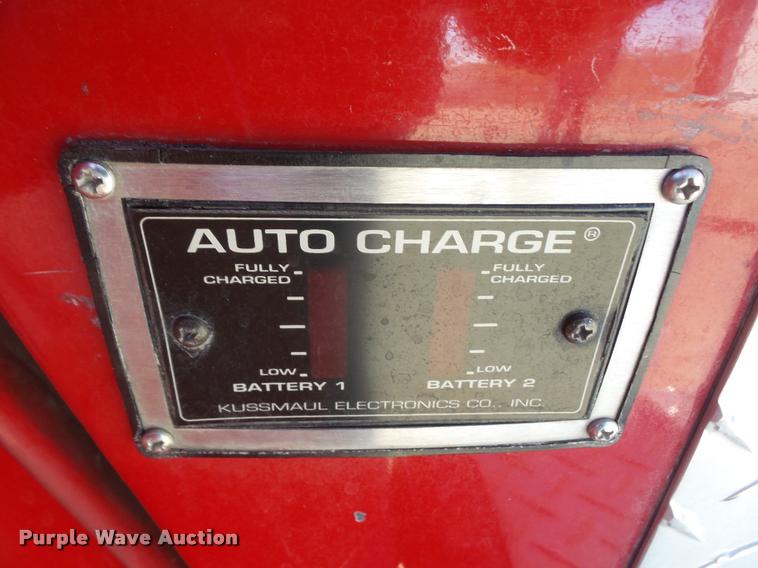 AUTO CHARGE ®
FULLY CHARGED
FULLY CHARGED
LOW
LOW
BATTERY 1
BATTERY 2
KUSSMAUL ELECTRONICS CO., INC.
Purple Wave Auction